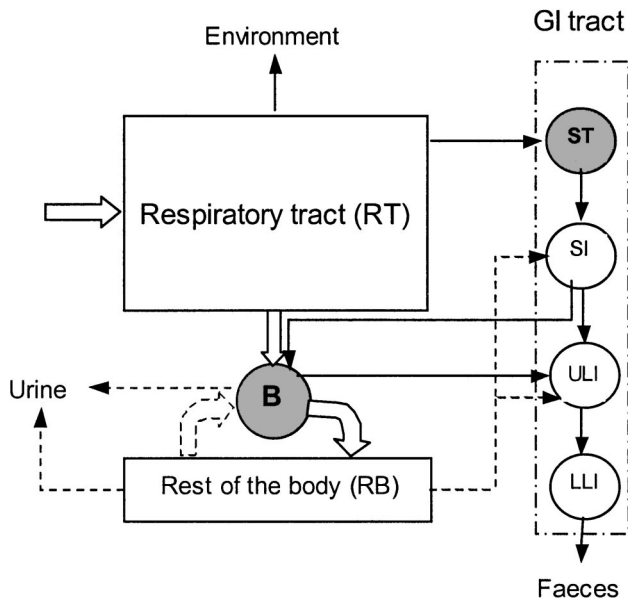 GI tract
Environment
ST
Respiratory tract (RT)
SI
ULI
Urine
B
Rest of the body (RB)
LLI
Faeces